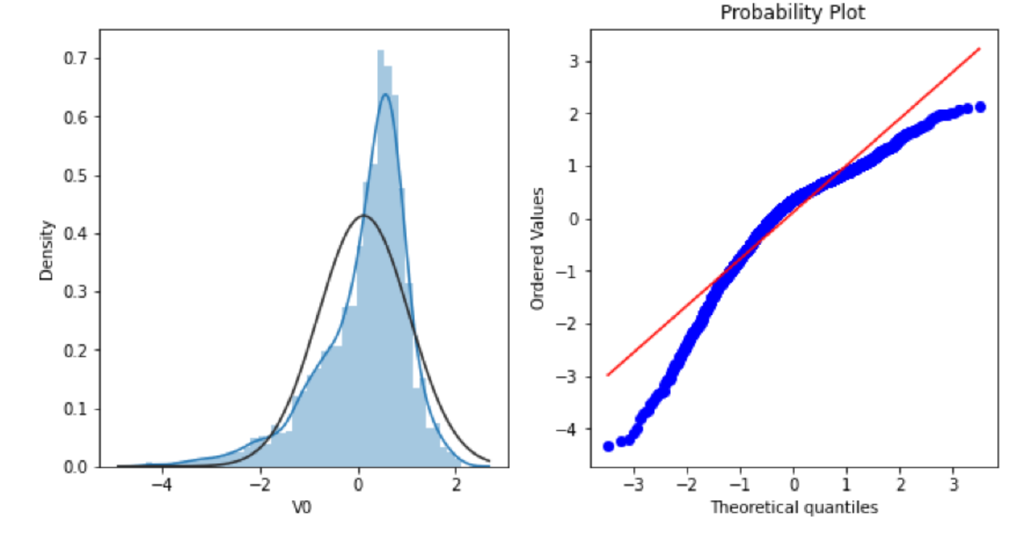 0.7
0.6
0.5
0.4
0.3
0.2
0.1
0.0
Density
−4 −2 0 2
V0
Probability Plot
3
2
1
0
−1
−2
−3
−4
Ordered Values
−3 −2 −1 0 1 2 3
Theoretical quantiles